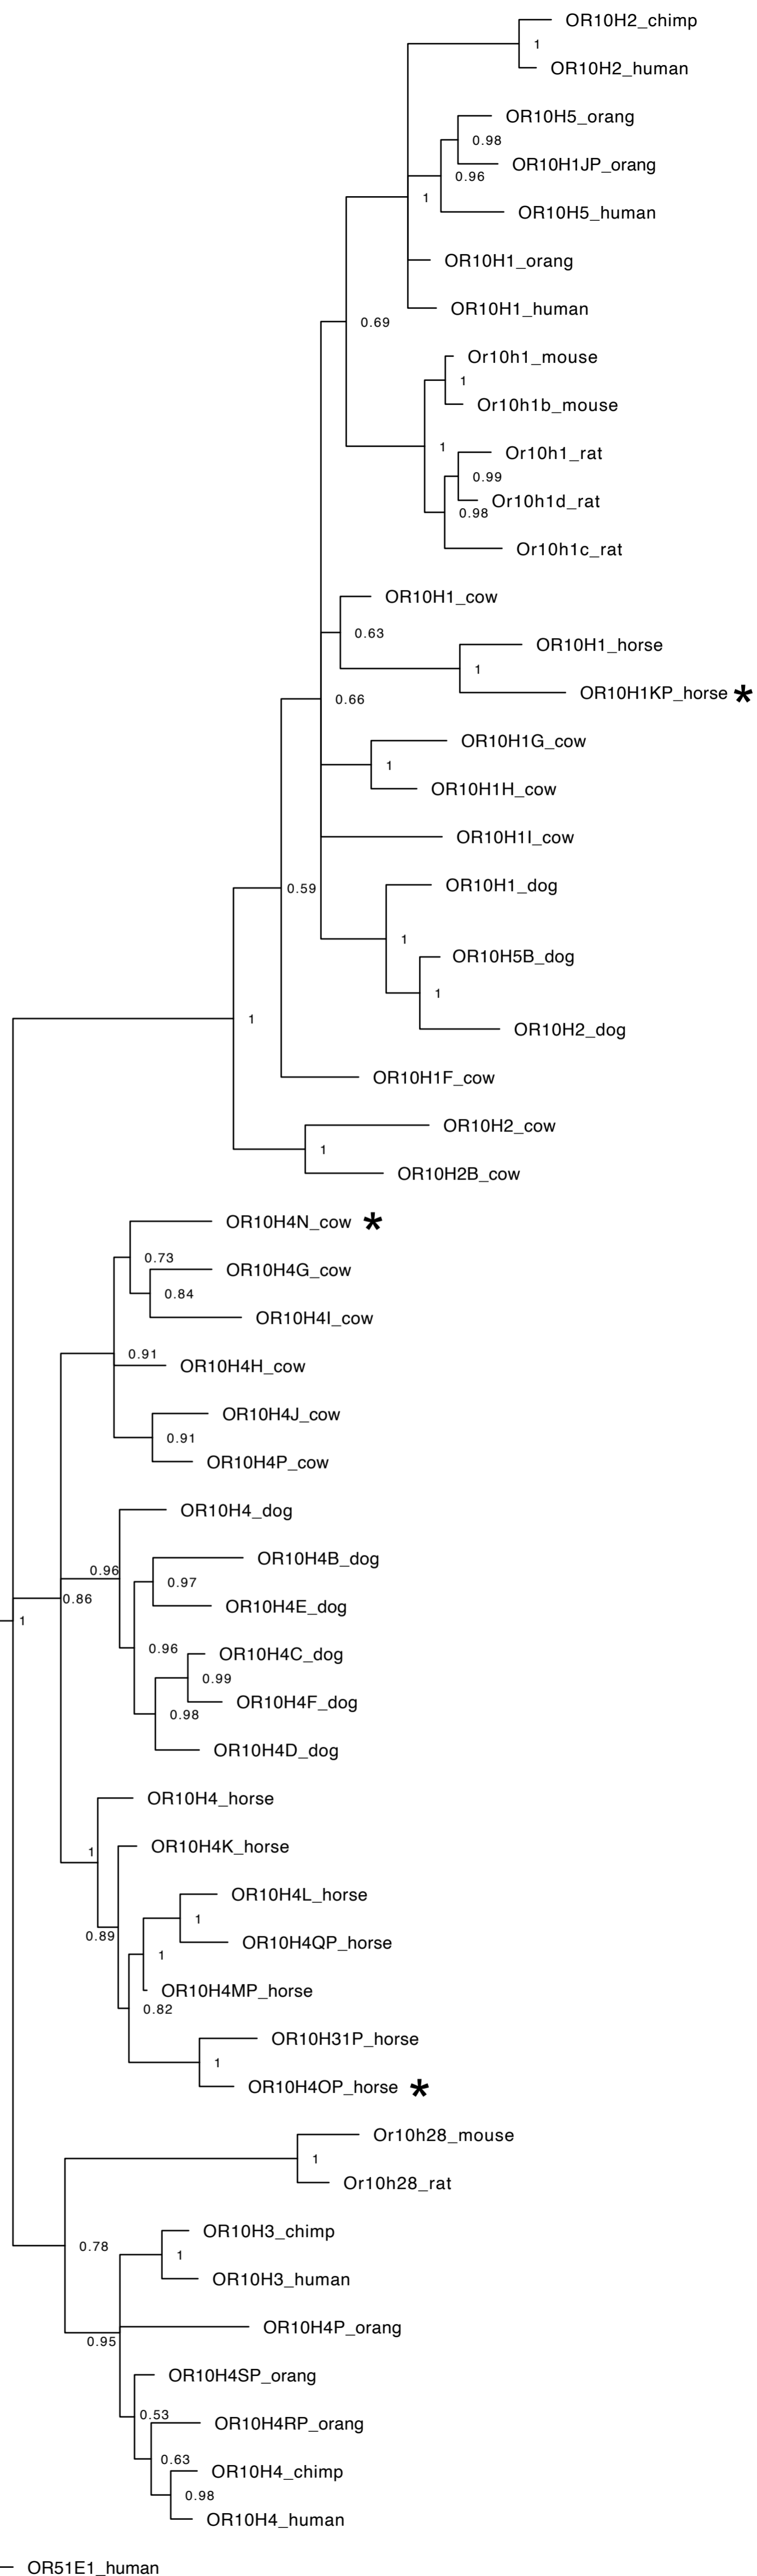 OR10H2_chimp
1
OR10H2_human
OR10H5_orang
0.98
OR10H1JP_orang
0.96
1
OR10H5_human
OR10H1_orang
OR10H1_human
0.69
Or10h1_mouse
1
Or10h1b_mouse
1
Or10h1_rat
0.99
Or10h1d_rat
0.98
Or10h1c_rat
OR10H1_cow
0.63
OR10H1_horse
1
OR10H1KP_horse *
0.66
OR10H1G_cow
1
OR10H1H_cow
OR10H1I_cow
OR10H1_dog
0.59
1
OR10H5B_dog
1
OR10H2_dog
1
OR10H1F_cow
OR10H2_cow
1
OR10H2B_cow
OR10H4N_cow *
0.73
OR10H4G_cow
0.84
OR10H4I_cow
0.91
OR10H4H_cow
OR10H4J_cow
0.91
OR10H4P_cow
OR10H4_dog
OR10H4B_dog
0.96
0.97
0.86
OR10H4E_dog
1
0.96
OR10H4C_dog
0.99
OR10H4F_dog
0.98
OR10H4D_dog
OR10H4_horse
OR10H4K_horse
1
OR10H4L_horse
1
0.89
OR10H4QP_horse
1
OR10H4MP_horse
0.82
OR10H31P_horse
1
OR10H4OP_horse *
Or10h28_mouse
1
Or10h28_rat
OR10H3_chimp
0.78
1
OR10H3_human
OR10H4P_orang
0.95
OR10H4SP_orang
0.53
OR10H4RP_orang
0.63
OR10H4_chimp
0.98
OR10H4_human
OR51E1_human